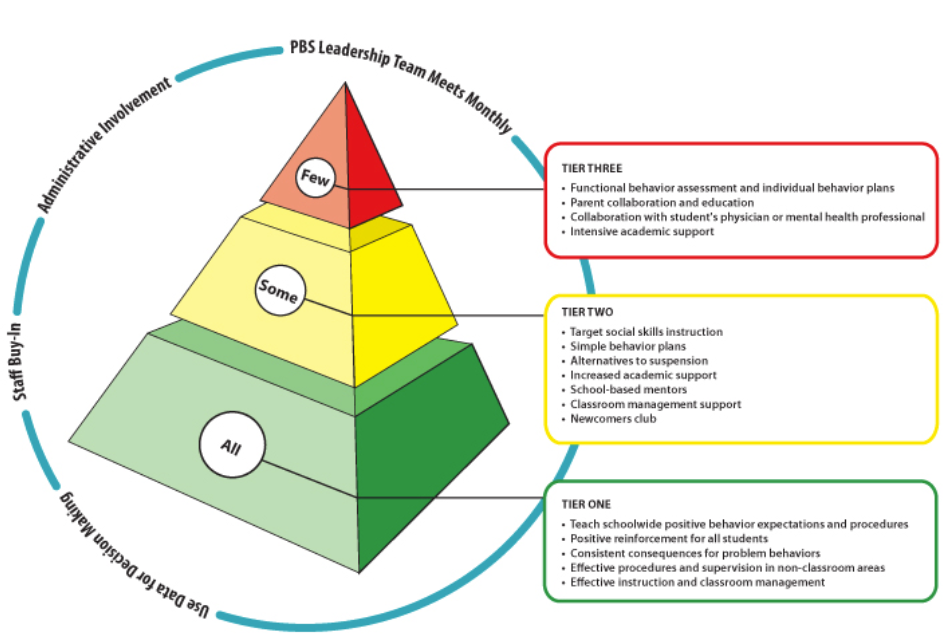 PBS Leadership Team Meets Monthly
Administrative Involvement
Staff Buy-In
Use Data for Decision Making
Few
Some
All
TIER THREE
• Functional behavior assessment and individual behavior plans
• Parent collaboration and education
• Collaboration with student's physician or mental health professional
• Intensive academic support
TIER TWO
• Target social skills instruction
• Simple behavior plans
• Alternatives to suspension
• Increased academic support
• School-based mentors
• Classroom management support
• Newcomers club
TIER ONE
• Teach schoolwide positive behavior expectations and procedures
• Positive reinforcement for all students
• Consistent consequences for problem behaviors
• Effective procedures and supervision in non-classroom areas
• Effective instruction and classroom management